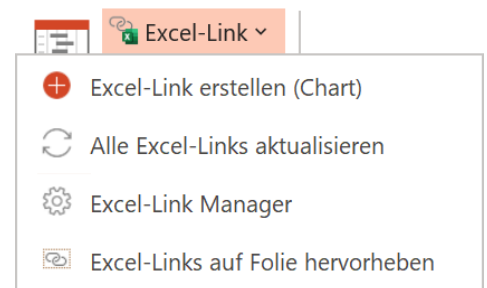 Excel-Link
Excel-Link erstellen (Chart)
Alle Excel-Links aktualisieren
Excel-Link Manager
Excel-Links auf Folie hervorheben